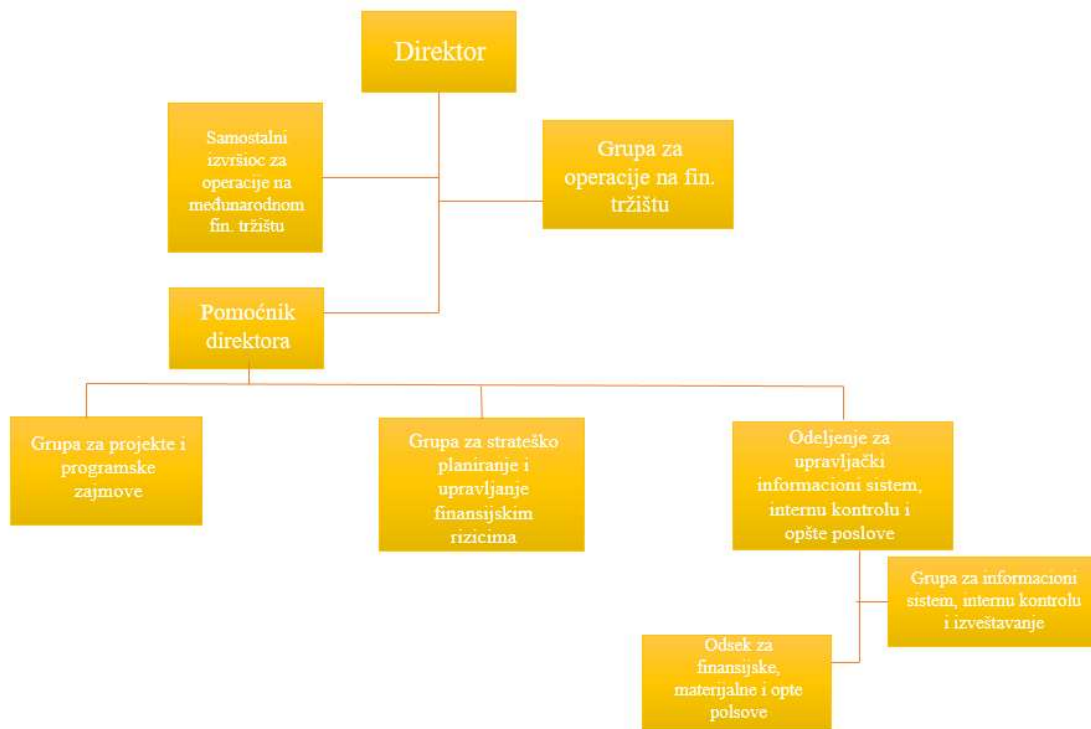 Direktor
Samostalni
izvršioc za
operacije na
međunarodnom
fin. tržištu
Grupa za
operacije na fin.
tržištu
Pomoćnik
direktora
Grupa za projekte i
programske
zajmove
Grupa za strateško
planiranje i
upravljanje
finansijskim
rizicima
Odeljenje za
upravljački
informacioni sistem,
internu kontrolu i
opšte poslove
Grupa za informacioni
sistem, internu kontrolu
i izveštavanje
Odsek za
finansijske,
materijalne i opte
polsove